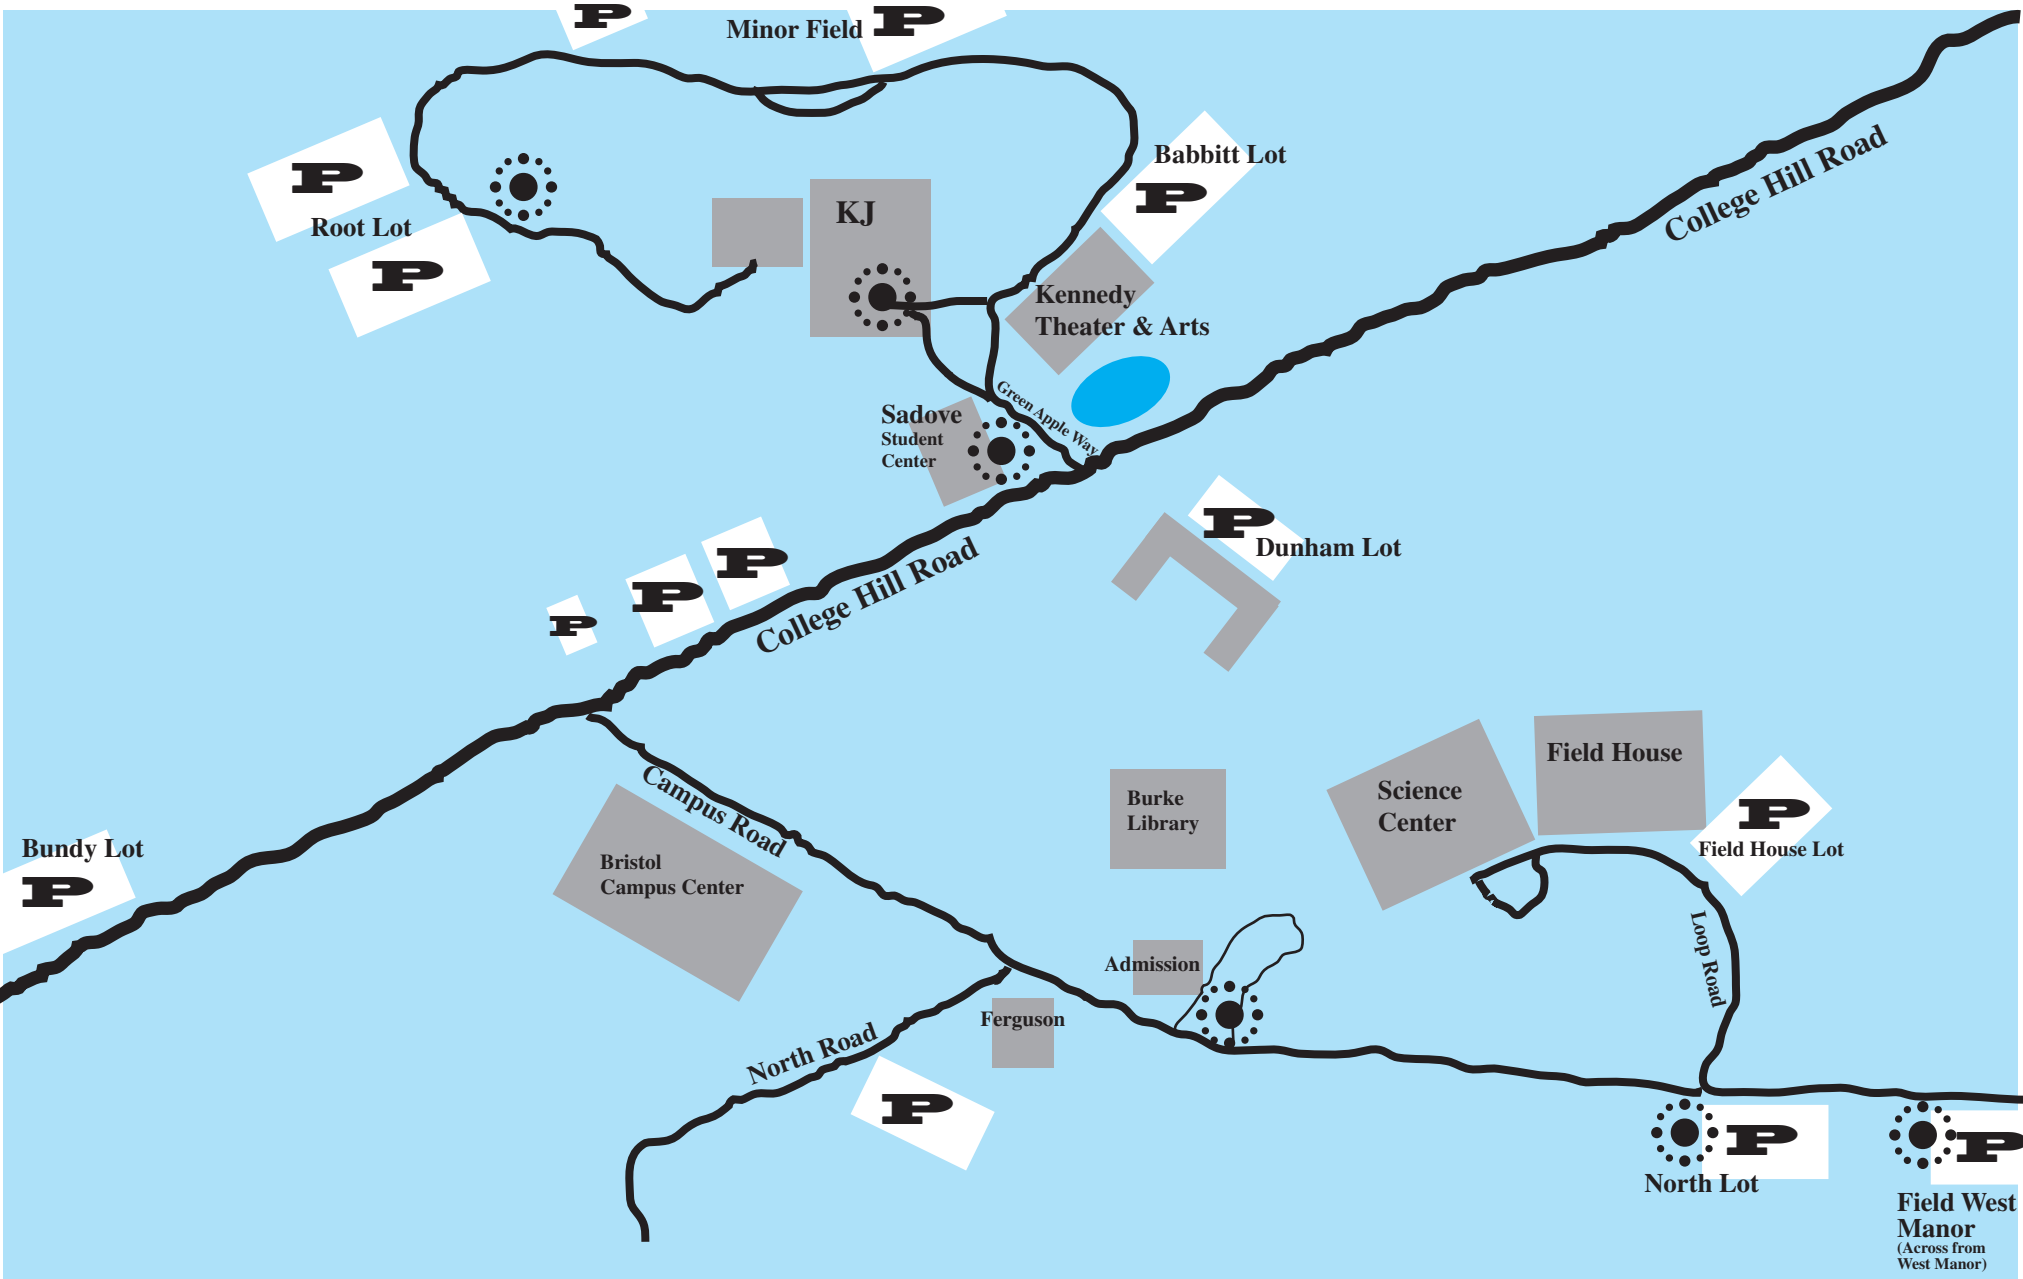 P
Minor Field
P
Babbitt Lot
P
College Hill Road
P
Root Lot
P
KJ
Kennedy
Theater & Arts
Green Apple Way
Sadove
Student
Center
P
Dunham Lot
P
P
P
College Hill Road
Campus Road
Bristol
Campus Center
Burke
Library
Science
Center
Field House
P
Field House Lot
Bundy Lot
P
Loop Road
Admission
Ferguson
North Road
P
P
North Lot
P
Field West
Manor
(Across from
West Manor)